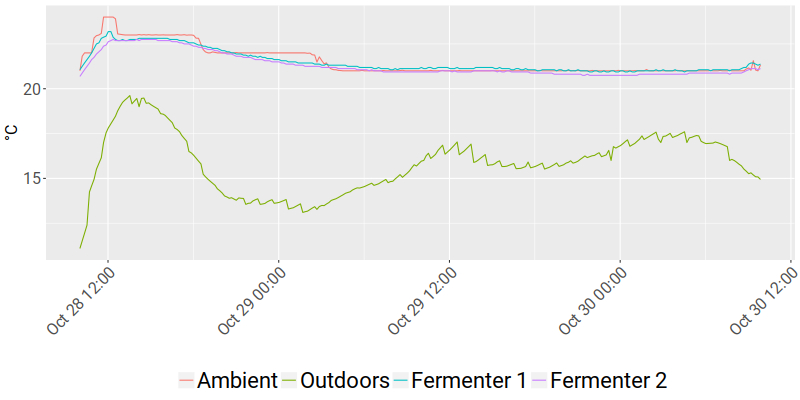 20
15
°C
Oct 28 12:00
Oct 29 00:00
Oct 29 12:00
Oct 30 00:00
Oct 30 12:00
Ambient Outdoors Fermenter 1 Fermenter 2